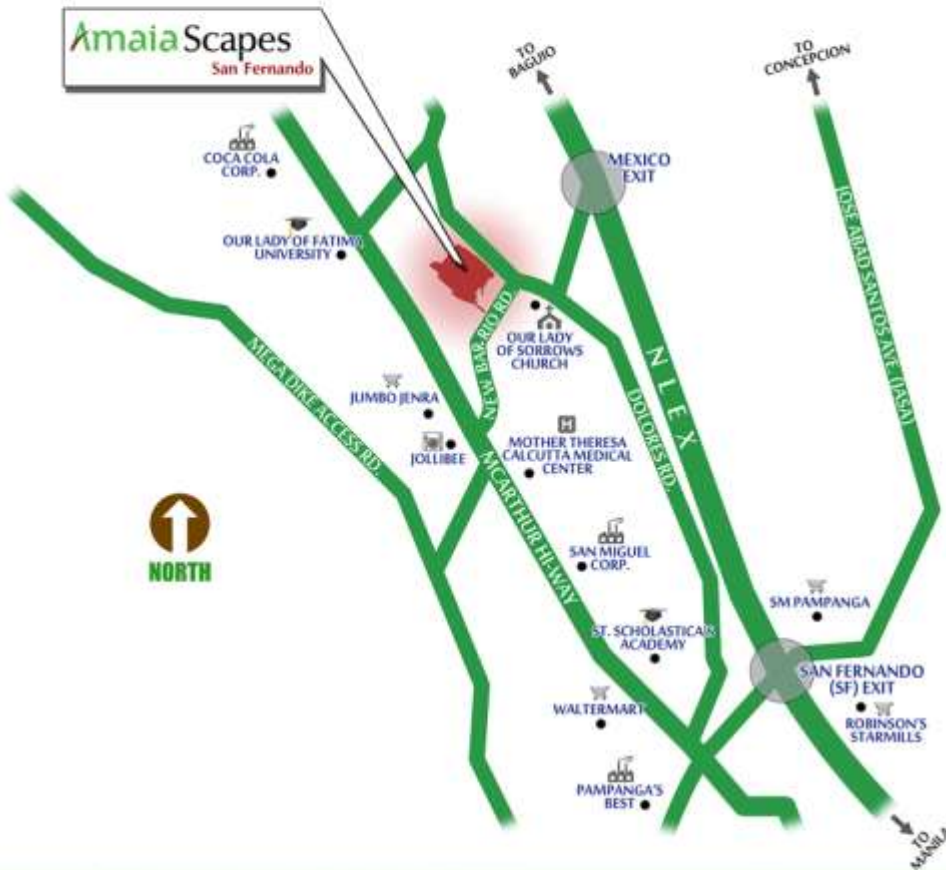 AmaiaScapes
San Fernando
TO
BAGUIO
TO
CONCEPCION
COCA COLA
CORP.
MEXICO
EXIT
OUR LADY OF FATIMA
UNIVERSITY
JOSE ABAD SANTOS AVE. (JASA)
NEW BAR-RIO RD.
OUR LADY
OF SORROWS
CHURCH
NLEX
MEGA DIKE ACCESS RD.
JUMBO JENRA
JOLLIBEE
MOTHER THERESA
CALCUTTA MEDICAL
CENTER
DOLORES RD.
MCARTHUR HI-WAY
NORTH
SAN MIGUEL
CORP.
SM PAMPANGA
ST. SCHOLASTICA'S
ACADEMY
SAN FERNANDO
(SF) EXIT
WALTERMART
ROBINSON'S
STARMILLS
PAMPANGA'S
BEST
TO
MANILA